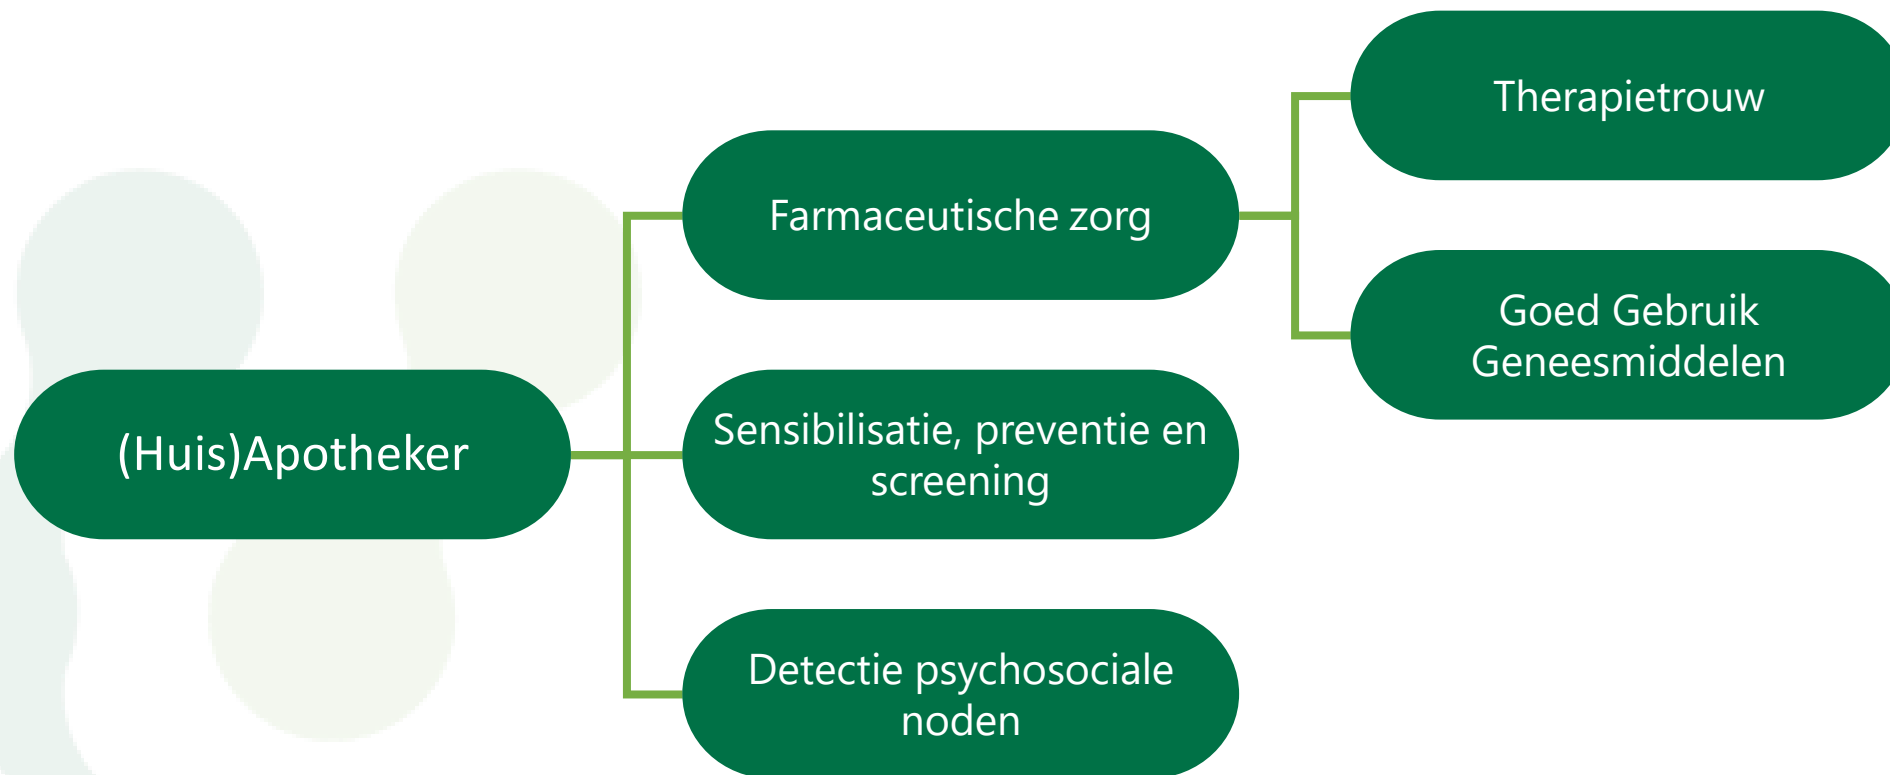 (Huis)Apotheker
Farmaceutische zorg
Therapietrouw
Goed Gebruik
Geneesmiddelen
Sensibilisatie, preventie en
screening
Detectie psychosociale
noden